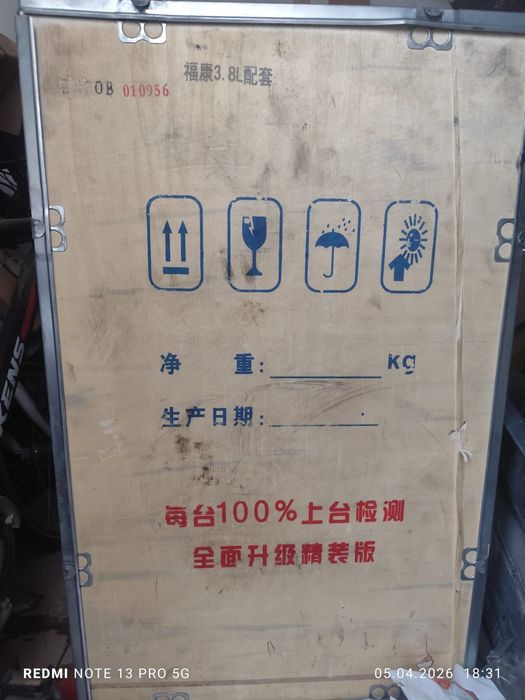 福康3.8L配套
010956
净 重: KG
生产日期:
每台100%上台检测
全面升级精装版
REDMI NOTE 13 PRO 5G
05.04.2026 18:31